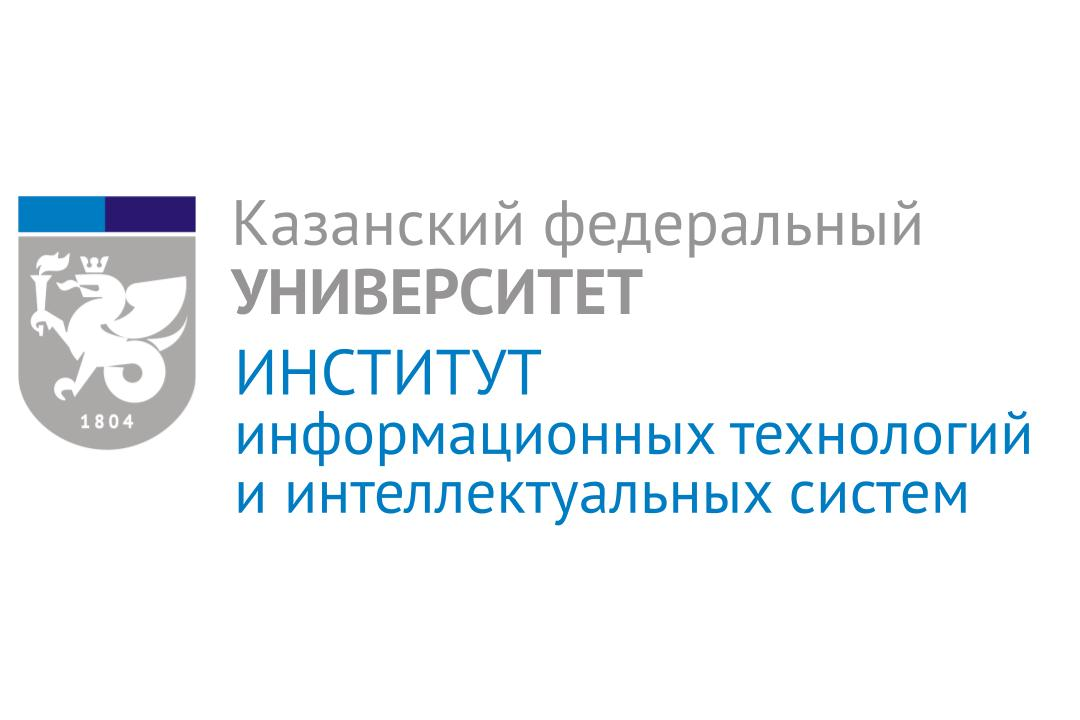 Казанский федеральный
УНИВЕРСИТЕТ
ИНСТИТУТ
информационных технологий
и интеллектуальных систем
1804